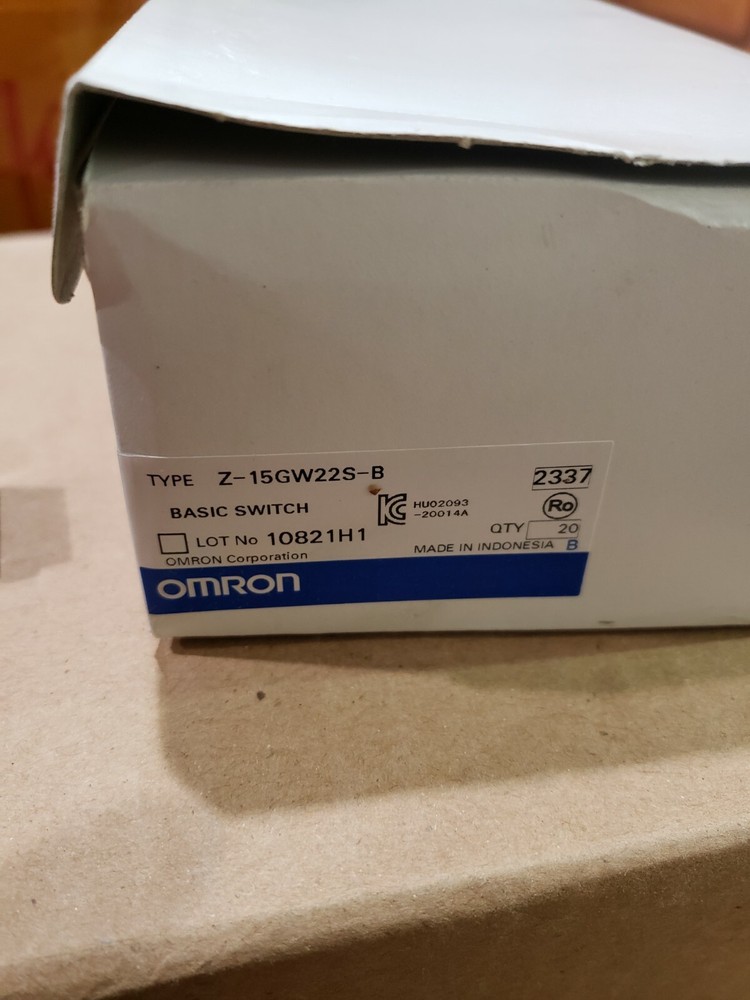 TYPE Z-15GW22S-B 2337
BASIC SWITCH
HU02093
-20014A
Ro
LOT No 10821H1
QTY 20
MADE IN INDONESIA B
OMRON Corporation
OMRON